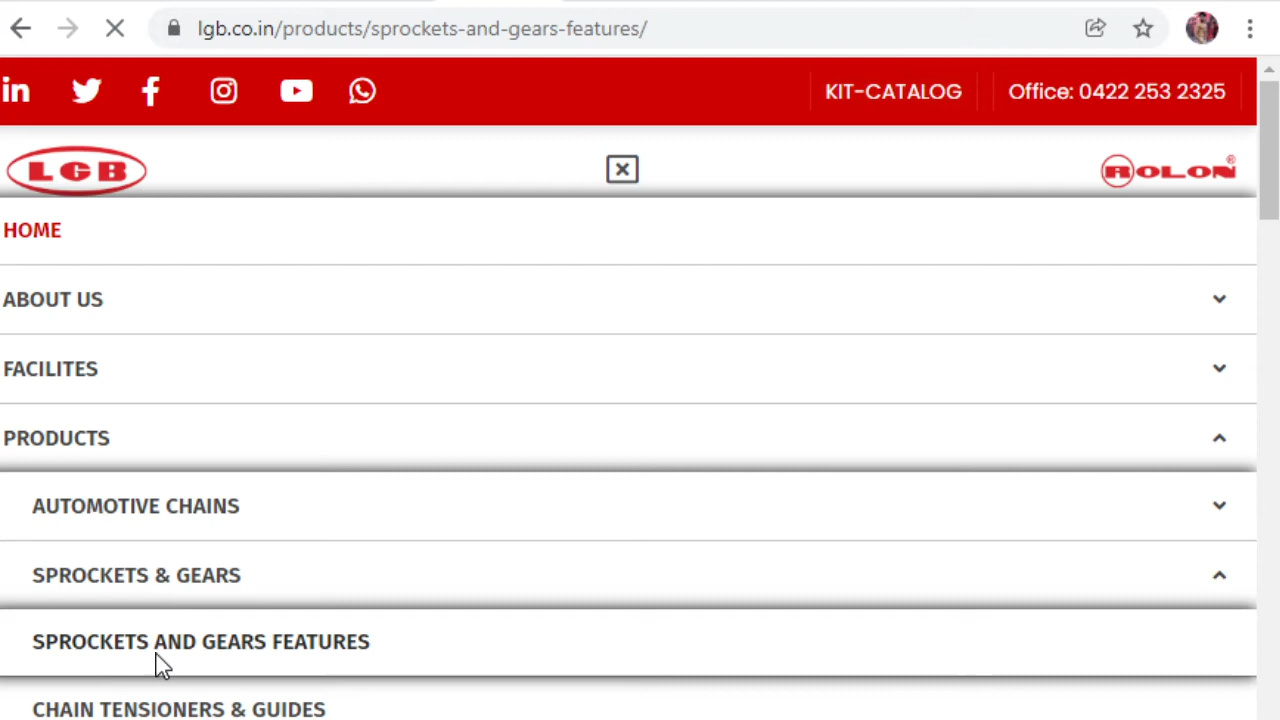 lgb.co.in/products/sprockets-and-gears-features/
in KIT-CATALOG Office: 0422 253 2325
LGB ROLON®
HOME
ABOUT US
FACILITES
PRODUCTS
AUTOMOTIVE CHAINS
SPROCKETS & GEARS
SPROCKETS AND GEARS FEATURES
CHAIN TENSIONERS & GUIDES